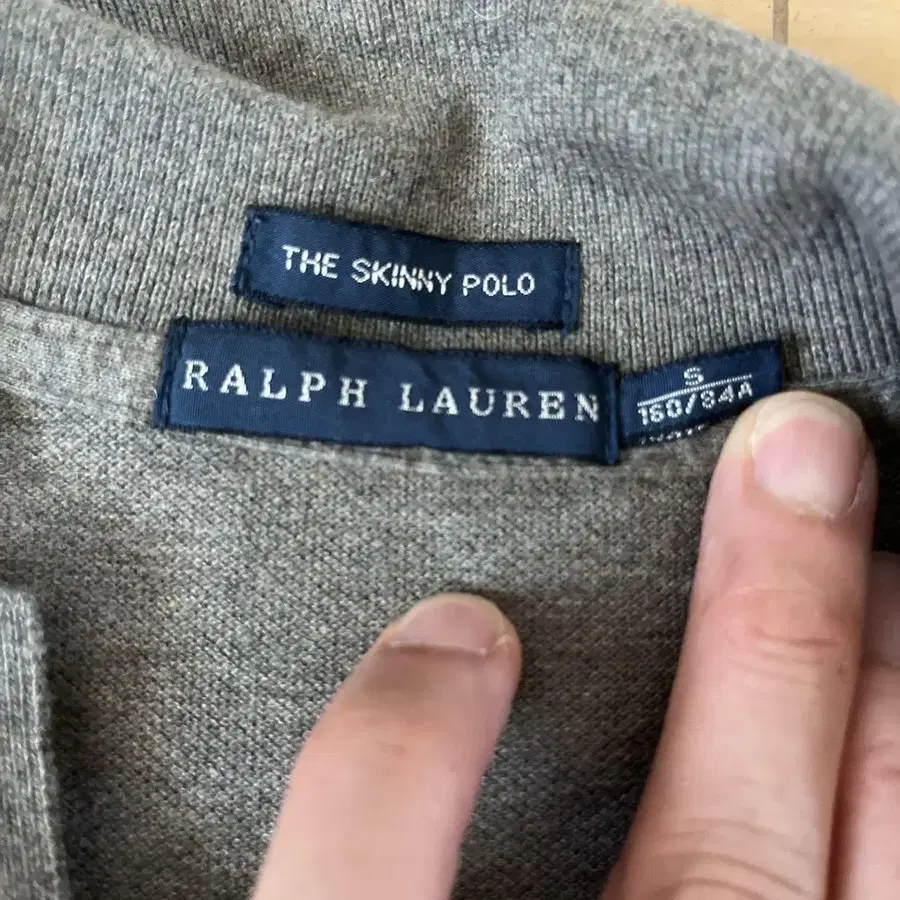 THE SKINNY POLO
RALPH LAUREN
S
160/84A